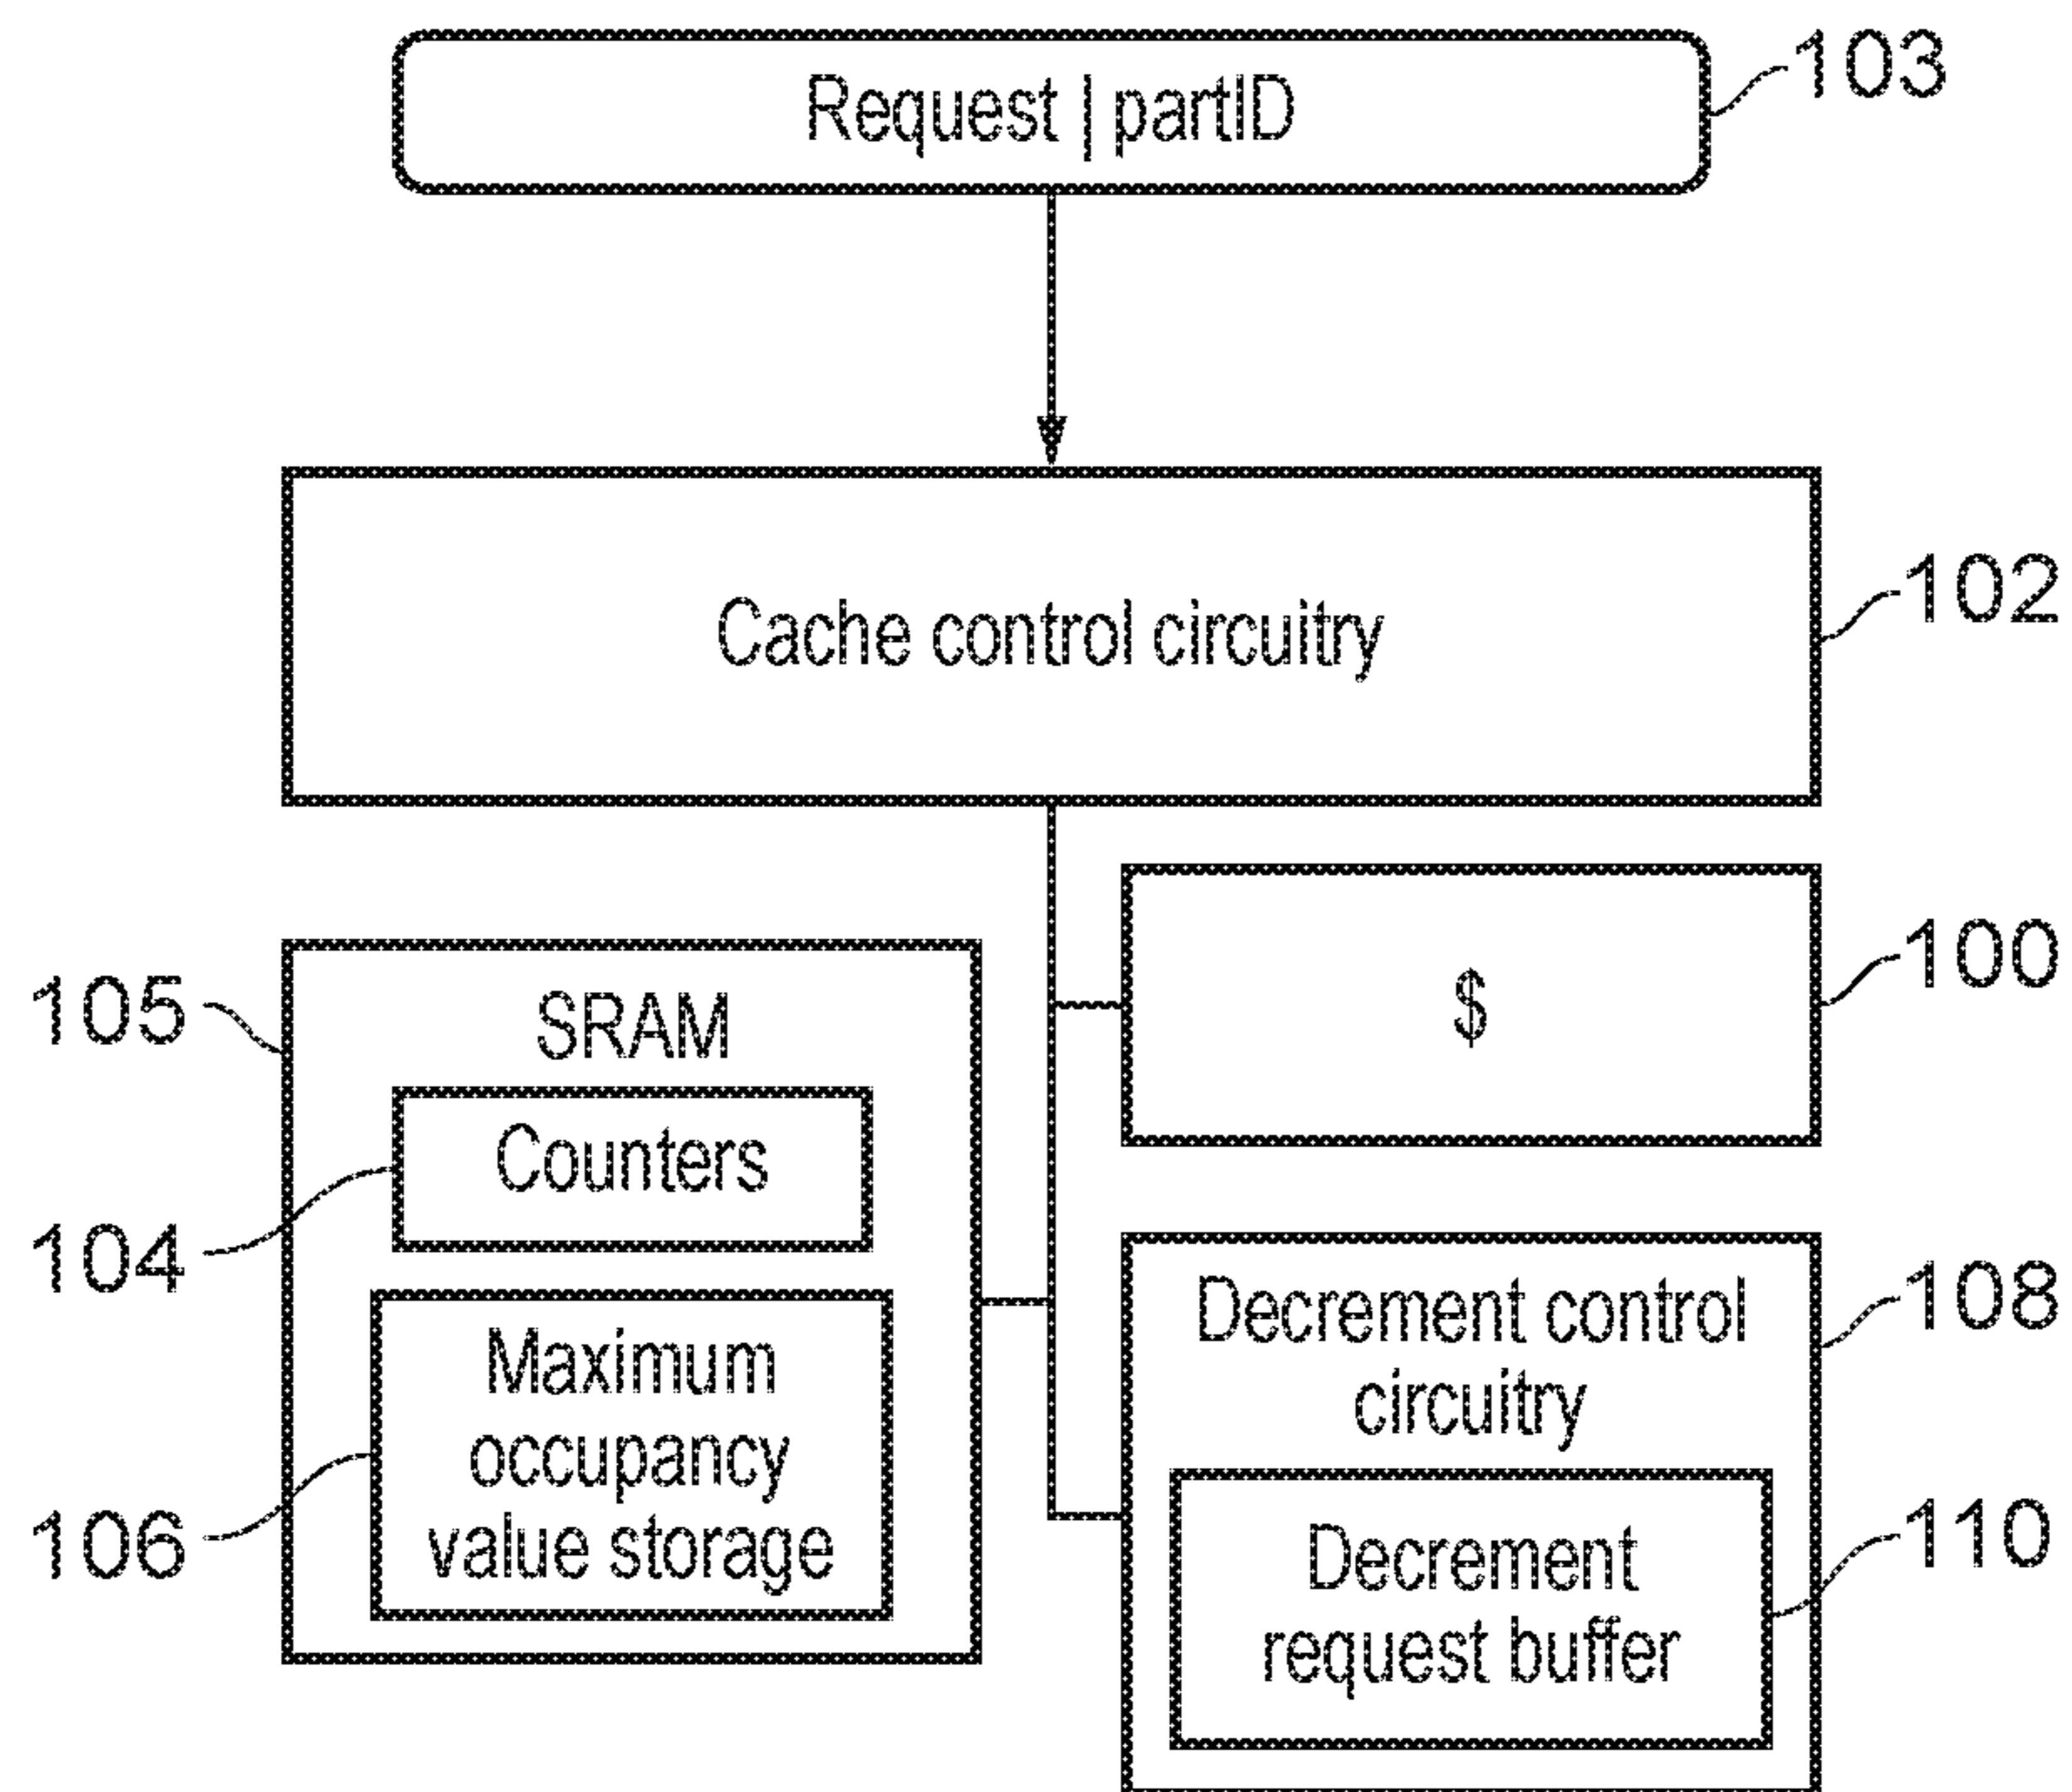 Request | partID
103
Cache control circuitry
102
$
100
105
SRAM
Counters
104
Maximum
occupancy
value storage
106
Decrement control
circuitry
108
Decrement
request buffer
110